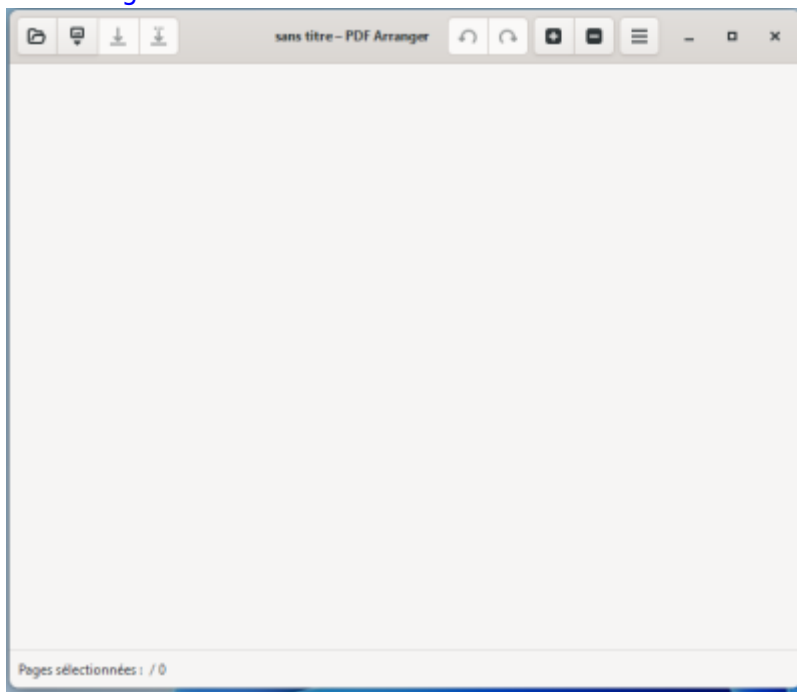 sans titre – PDF Arranger
Pages sélectionnées : / 0